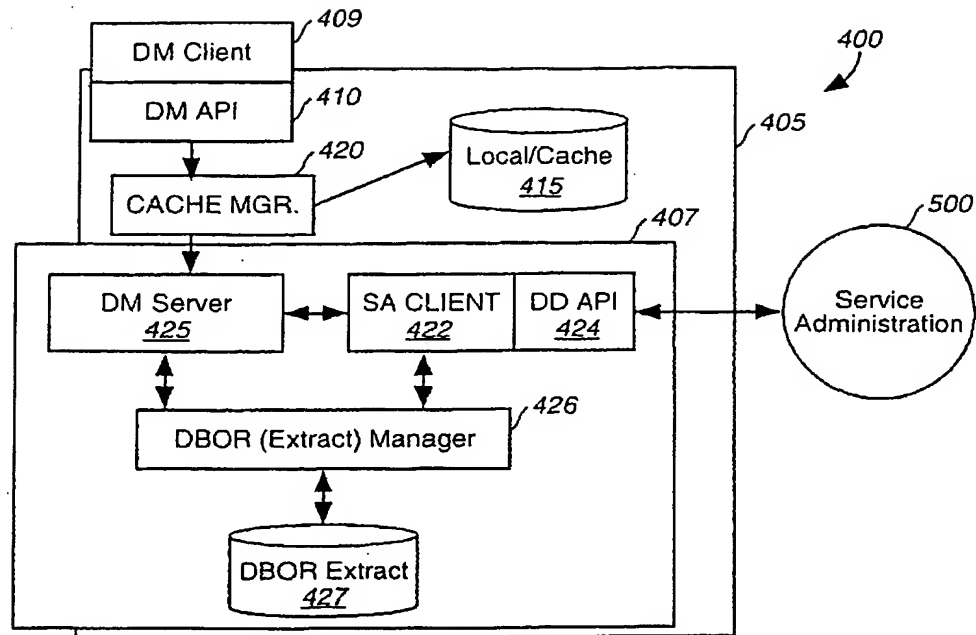 409
DM Client
400
410
DM API
405
420
Local/Cache
415
CACHE MGR.
500
407
DM Server
425
SA CLIENT
422
DD API
424
Service
Administration
426
DBOR (Extract) Manager
DBOR Extract
427